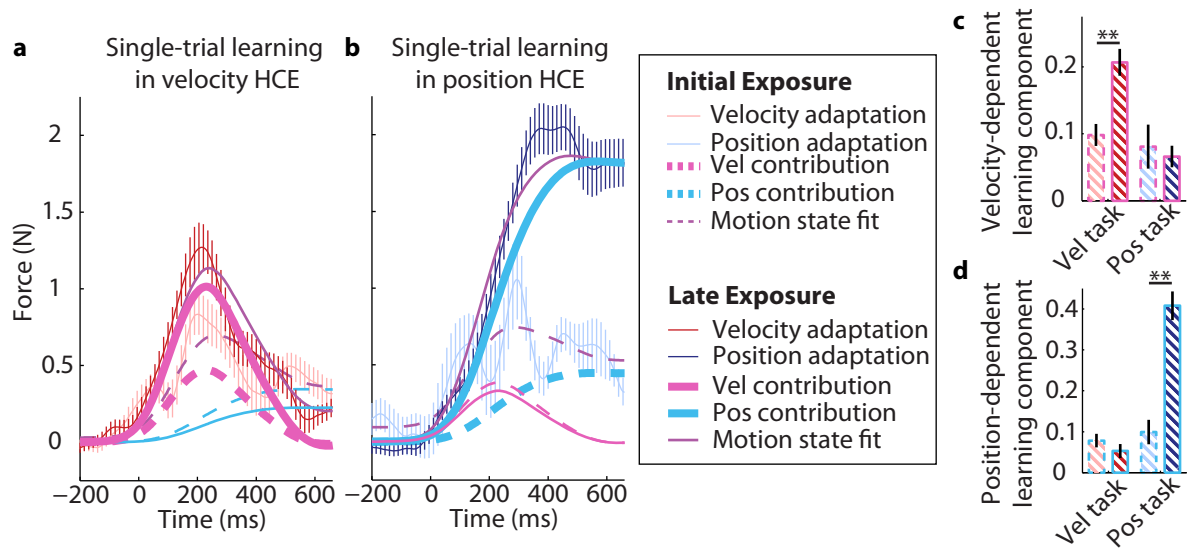 a
Single-trial learning
in velocity HCE
Force (N)
2
1.5
1
0.5
0
−200
0
200
400
600
Time (ms)
b
Single-trial learning
in position HCE
−200
0
200
400
600
Time (ms)
Initial Exposure
Velocity adaptation
Position adaptation
Vel contribution
Pos contribution
Motion state fit
Late Exposure
Velocity adaptation
Position adaptation
Vel contribution
Pos contribution
Motion state fit
c
Velocity-dependent
learning component
0.2
0.1
0
**
Vel task
Pos task
d
Position-dependent
learning component
0.4
0.3
0.2
0.1
0
**
Vel task
Pos task